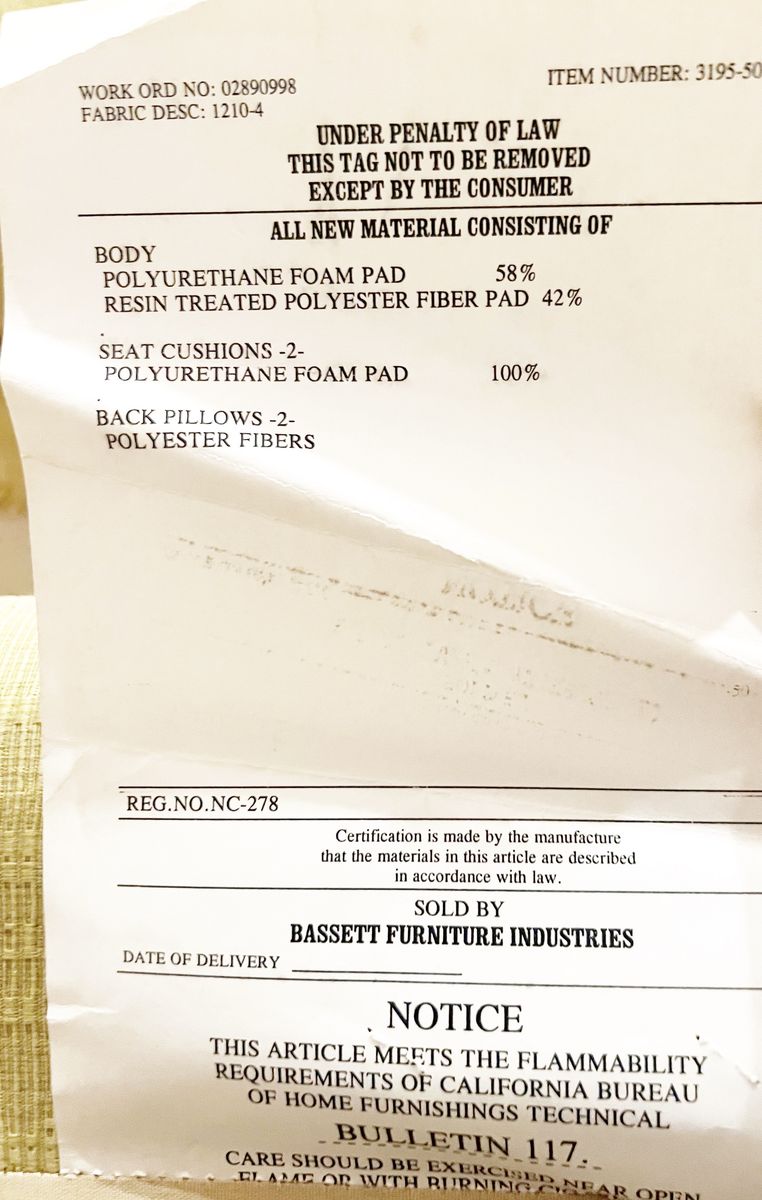 WORK ORD NO: 02890998 ITEM NUMBER: 3195-50
FABRIC DESC: 1210-4
UNDER PENALTY OF LAW
THIS TAG NOT TO BE REMOVED
EXCEPT BY THE CONSUMER
ALL NEW MATERIAL CONSISTING OF
BODY
POLYURETHANE FOAM PAD 58%
RESIN TREATED POLYESTER FIBER PAD 42%
SEAT CUSHIONS -2-
POLYURETHANE FOAM PAD 100%
BACK PILLOWS -2-
POLYESTER FIBERS
REG.NO.NC-278
Certification is made by the manufacture
that the materials in this article are described
in accordance with law.
SOLD BY
BASSETT FURNITURE INDUSTRIES
DATE OF DELIVERY
NOTICE
THIS ARTICLE MEETS THE FLAMMABILITY
REQUIREMENTS OF CALIFORNIA BUREAU
OF HOME FURNISHINGS TECHNICAL
BULLETIN 117.
CARE SHOULD BE EXERCISED NEAR OPEN
FLAME OR WITH BURNING